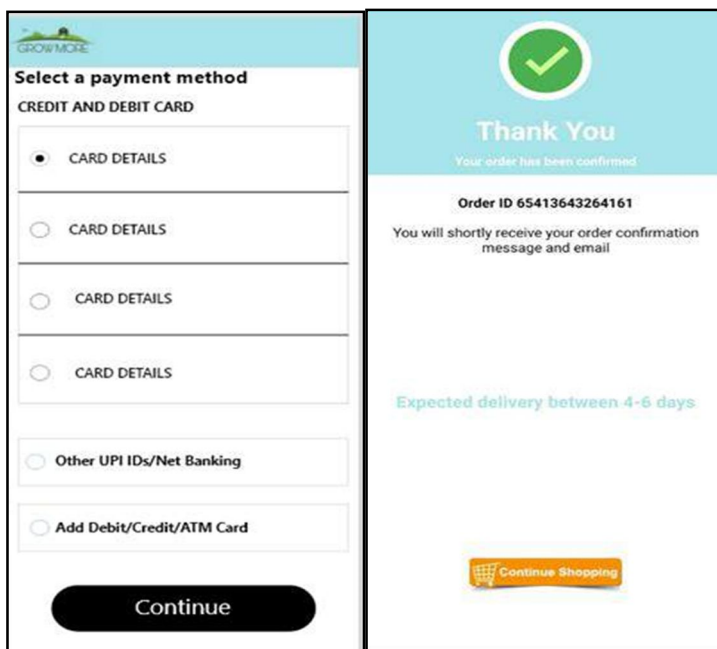 GROW MORE
Select a payment method
CREDIT AND DEBIT CARD
CARD DETAILS
CARD DETAILS
CARD DETAILS
CARD DETAILS
Other UPI IDs/Net Banking
Add Debit/Credit/ATM Card
Continue
Thank You
Your order has been confirmed
Order ID 65413643264161
You will shortly receive your order confirmation
message and email
Expected delivery between 4-6 days
Continue Shopping